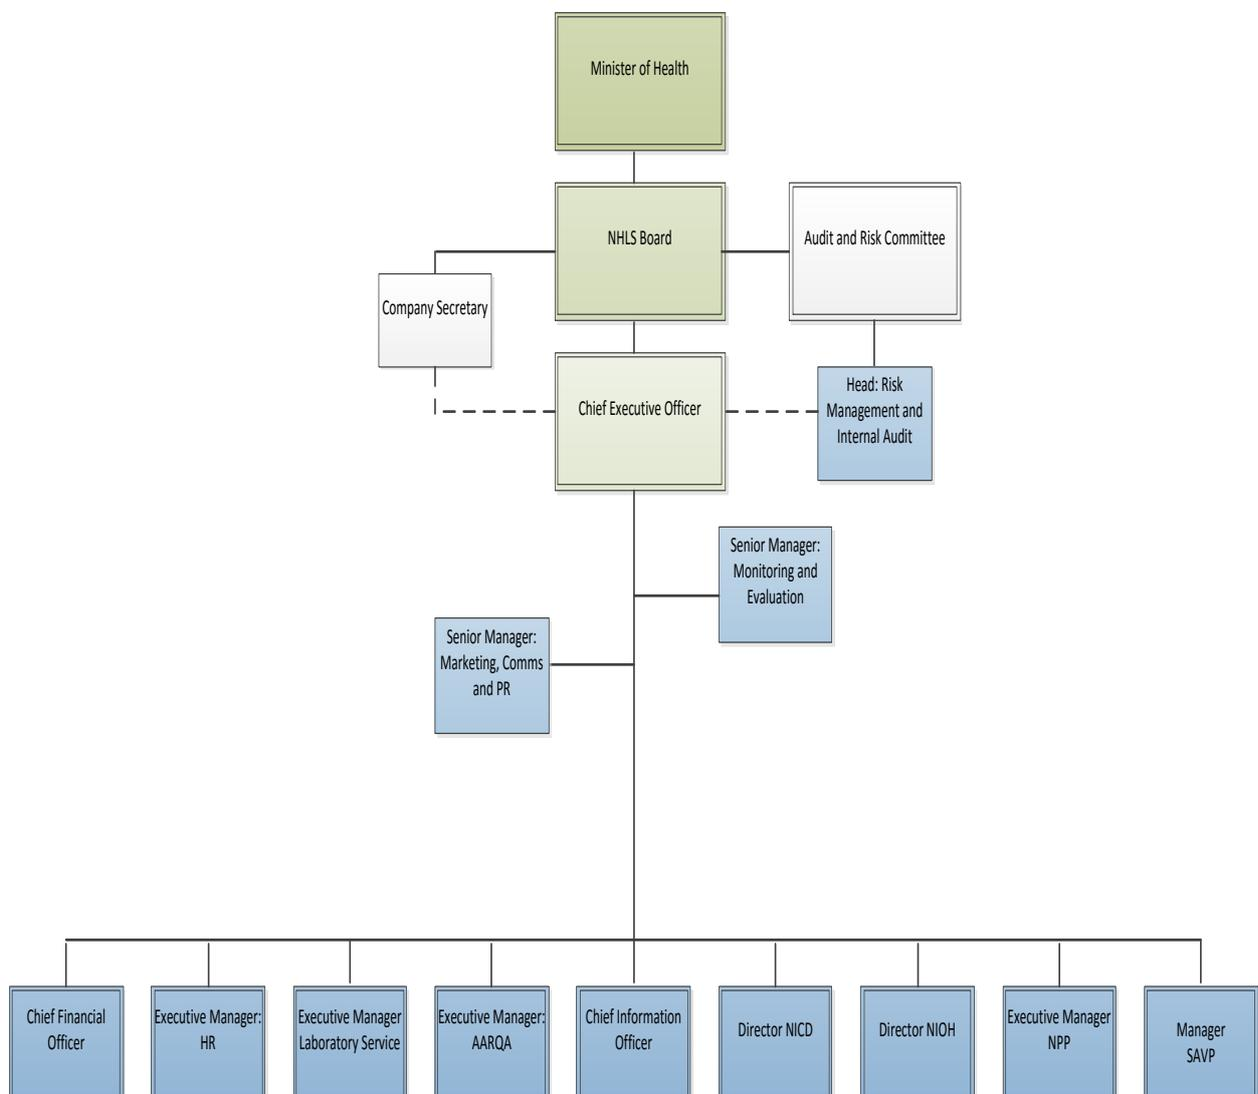 Minister of Health
NHLS Board
Audit and Risk Committee
Company Secretary
Chief Executive Officer
Head: Risk
Management and
Internal Audit
Senior Manager:
Monitoring and
Evaluation
Senior Manager:
Marketing, Comms
and PR
Chief Financial
Officer
Executive Manager:
HR
Executive Manager
Laboratory Service
Executive Manager:
AARQA
Chief Information
Officer
Director NICD
Director NIOH
Executive Manager
NPP
Manager
SAVP